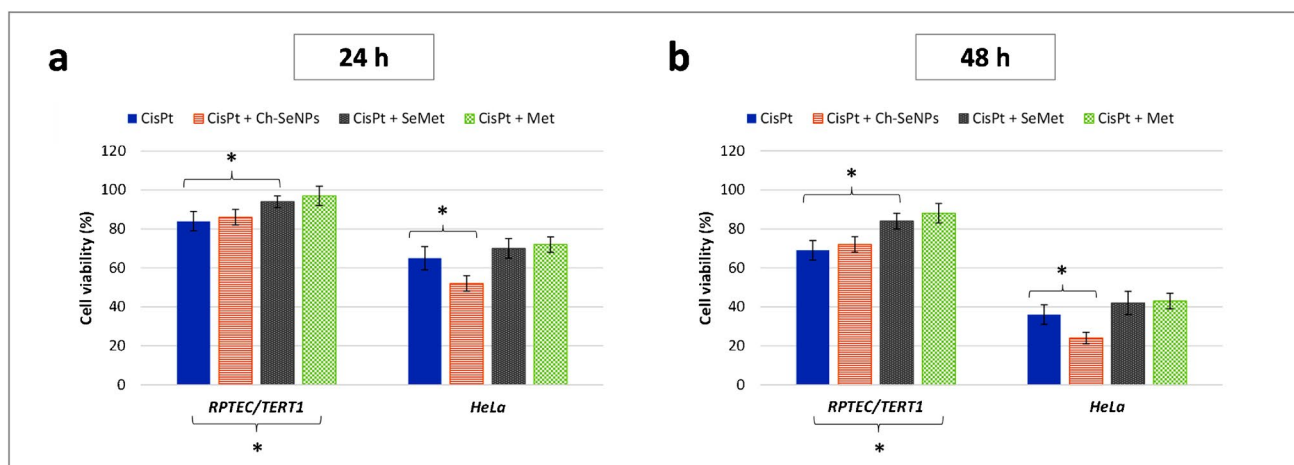 a
24 h
CisPt CisPt + Ch-SeNPs CisPt + SeMet CisPt + Met
Cell viability (%)
120
100
80
60
40
20
0
*
*
RPTEC/TERT1 HeLa
*
b
48 h
CisPt CisPt + Ch-SeNPs CisPt + SeMet CisPt + Met
Cell viability (%)
120
100
80
60
40
20
0
*
*
RPTEC/TERT1 HeLa
*